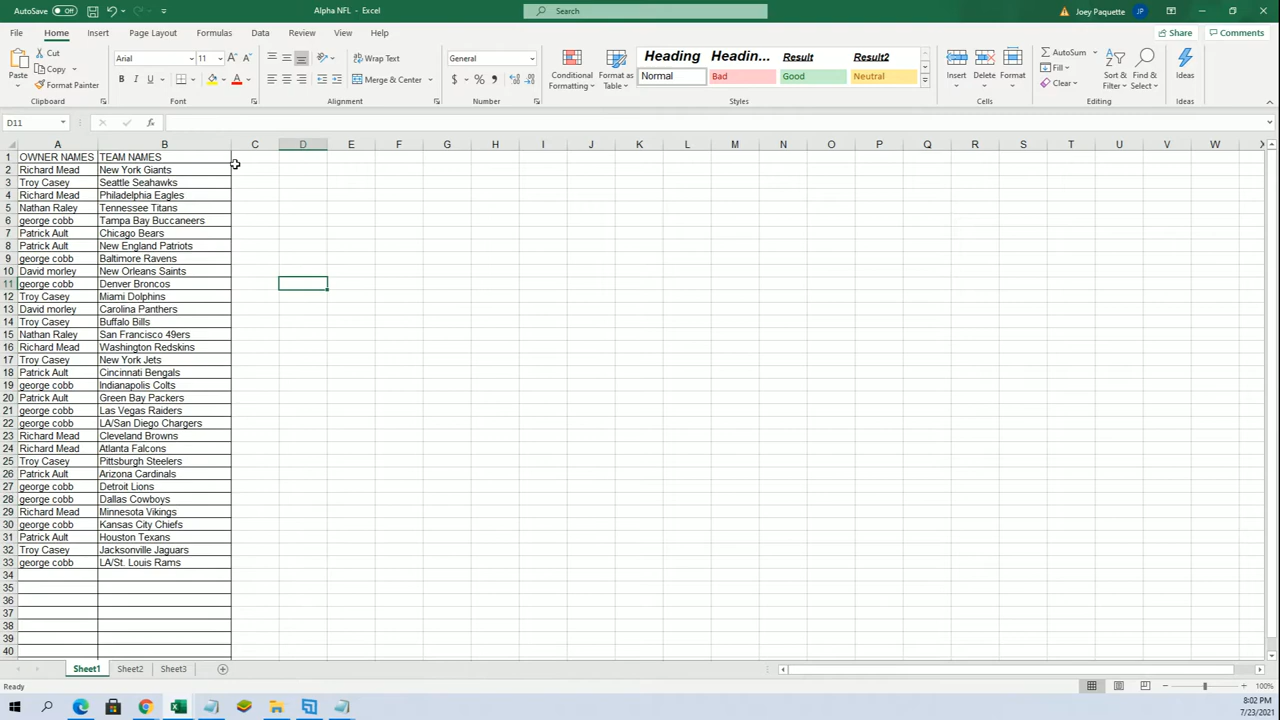 AutoSave Off Alpha NFL - Excel Search Joey Paquette JP
File Home Insert Page Layout Formulas Data Review View Help Share Comments
Paste Cut Copy Format Painter Clipboard
Arial 11 B I U A Font
Wrap Text Merge & Center Alignment
General $ % Number
Conditional Formatting Format as Table
Heading Headin... Result Result2
Normal Bad Good Neutral Styles
Insert Delete Format Cells
AutoSum Fill Clear Sort & Filter Find & Select Editing
Ideas Ideas
D11 fx
A B C D E F G H I J K L M N O P Q R S T U V W X
1 OWNER NAMES TEAM NAMES
2 Richard Mead New York Giants
3 Troy Casey Seattle Seahawks
4 Richard Mead Philadelphia Eagles
5 Nathan Raley Tennessee Titans
6 george cobb Tampa Bay Buccaneers
7 Patrick Ault Chicago Bears
8 Patrick Ault New England Patriots
9 george cobb Baltimore Ravens
10 David morley New Orleans Saints
11 george cobb Denver Broncos
12 Troy Casey Miami Dolphins
13 David morley Carolina Panthers
14 Troy Casey Buffalo Bills
15 Nathan Raley San Francisco 49ers
16 Richard Mead Washington Redskins
17 Troy Casey New York Jets
18 Patrick Ault Cincinnati Bengals
19 george cobb Indianapolis Colts
20 Patrick Ault Green Bay Packers
21 george cobb Las Vegas Raiders
22 george cobb LA/San Diego Chargers
23 Richard Mead Cleveland Browns
24 Richard Mead Atlanta Falcons
25 Troy Casey Pittsburgh Steelers
26 Patrick Ault Arizona Cardinals
27 george cobb Detroit Lions
28 george cobb Dallas Cowboys
29 Richard Mead Minnesota Vikings
30 george cobb Kansas City Chiefs
31 Patrick Ault Houston Texans
32 Troy Casey Jacksonville Jaguars
33 george cobb LA/St. Louis Rams
34
35
36
37
38
39
40
Sheet1 Sheet2 Sheet3
Ready 100%
8:02 PM
7/23/2021